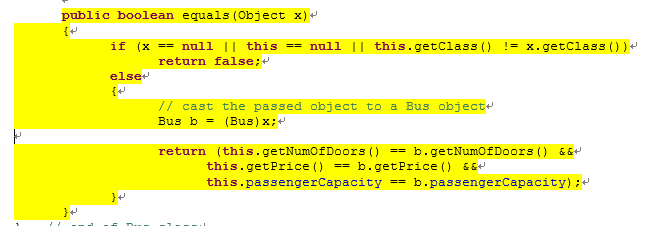 public boolean equals(Object x)
{
if (x == null || this == null || this.getClass() != x.getClass())
return false;
else
{
// cast the passed object to a Bus object
Bus b = (Bus)x;
return (this.getNumOfDoors() == b.getNumOfDoors() &&
this.getPrice() == b.getPrice() &&
this.passengerCapacity == b.passengerCapacity);
}
}